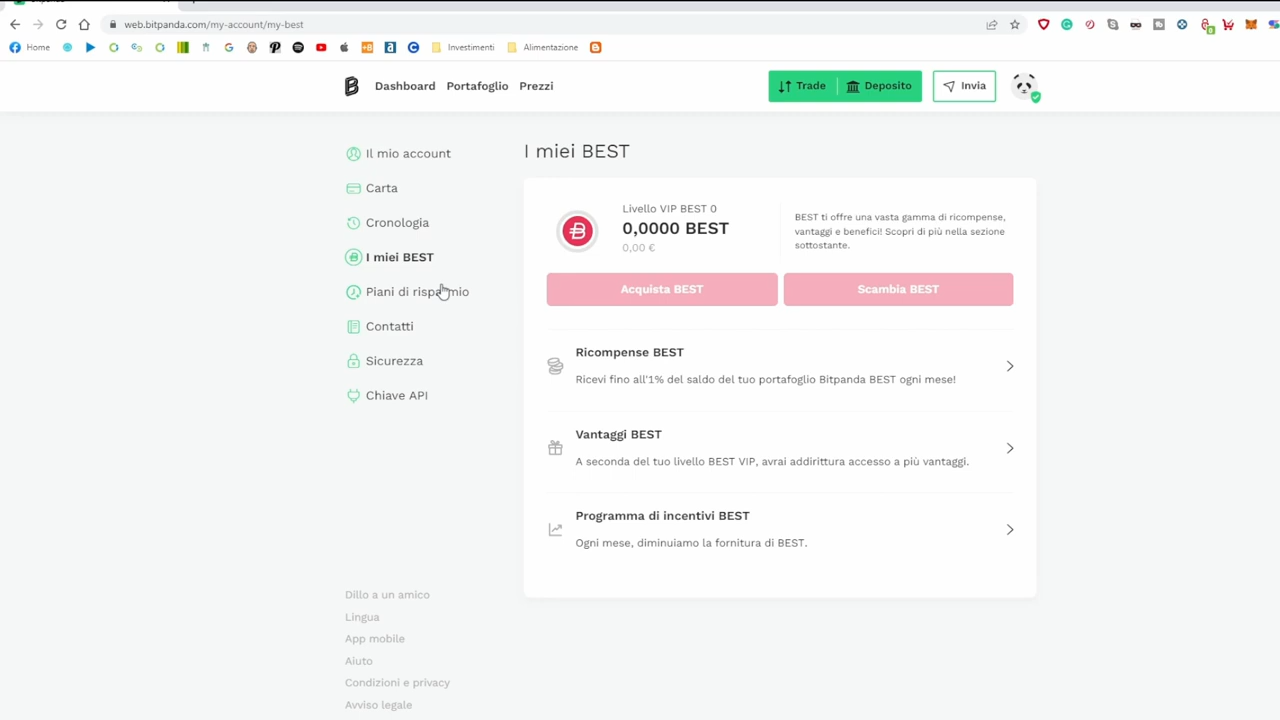 web.bitpanda.com/my-account/my-best
Home
Investimenti
Alimentazione
Dashboard Portafoglio Prezzi
Trade Deposito Invia
Il mio account
Carta
Cronologia
I miei BEST
Piani di risparmio
Contatti
Sicurezza
Chiave API
I miei BEST
Livello VIP BEST 0
0,0000 BEST
0,00 €
BEST ti offre una vasta gamma di ricompense,
vantaggi e benefici! Scopri di più nella sezione
sottostante.
Acquista BEST Scambia BEST
Ricompense BEST
Ricevi fino all'1% del saldo del tuo portafoglio Bitpanda BEST ogni mese!
Vantaggi BEST
A seconda del tuo livello BEST VIP, avrai addirittura accesso a più vantaggi.
Programma di incentivi BEST
Ogni mese, diminuiamo la fornitura di BEST.
Dillo a un amico
Lingua
App mobile
Aiuto
Condizioni e privacy
Avviso legale